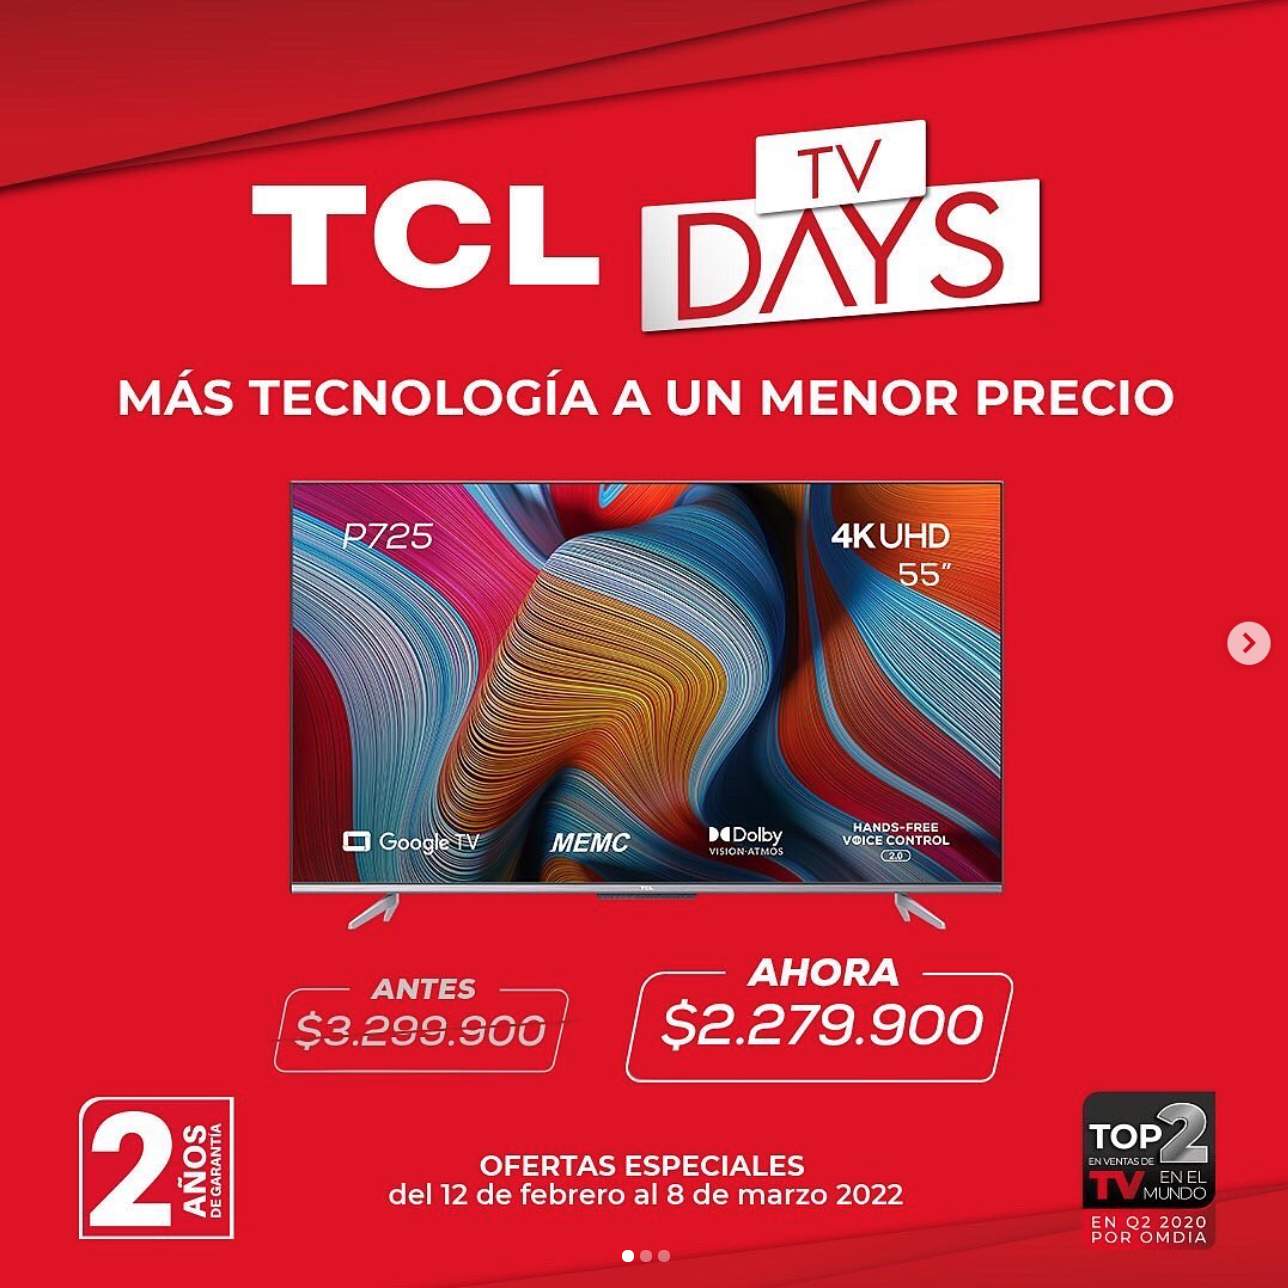 TCL
TV
DAYS
MÁS TECNOLOGÍA A UN MENOR PRECIO
P725
4K UHD
55”
Google TV
MEMC
Dolby
VISION·ATMOS
HANDS-FREE
VOICE CONTROL
2.0
TCL
ANTES
$3.299.900
AHORA
$2.279.900
2 AÑOS
DE GARANTÍA
OFERTAS ESPECIALES
del 12 de febrero al 8 de marzo 2022
TOP 2
EN VENTAS DE
TV EN EL
MUNDO
EN Q2 2020
POR OMDIA